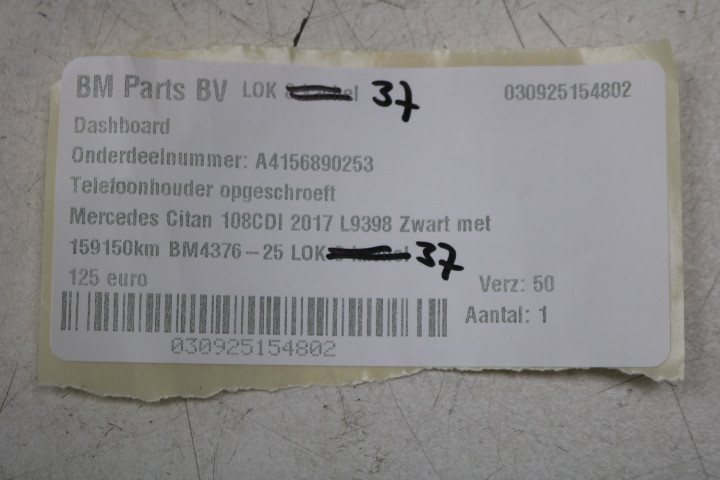 BM Parts BV LOK 37 030925154802
Dashboard
Onderdeelnummer: A4156890253
Telefoonhouder opgeschroeft
Mercedes Citan 108CDI 2017 L9398 Zwart met
159150km BM4376-25 LOK 37
125 euro Verz: 50
Aantal: 1
030925154802